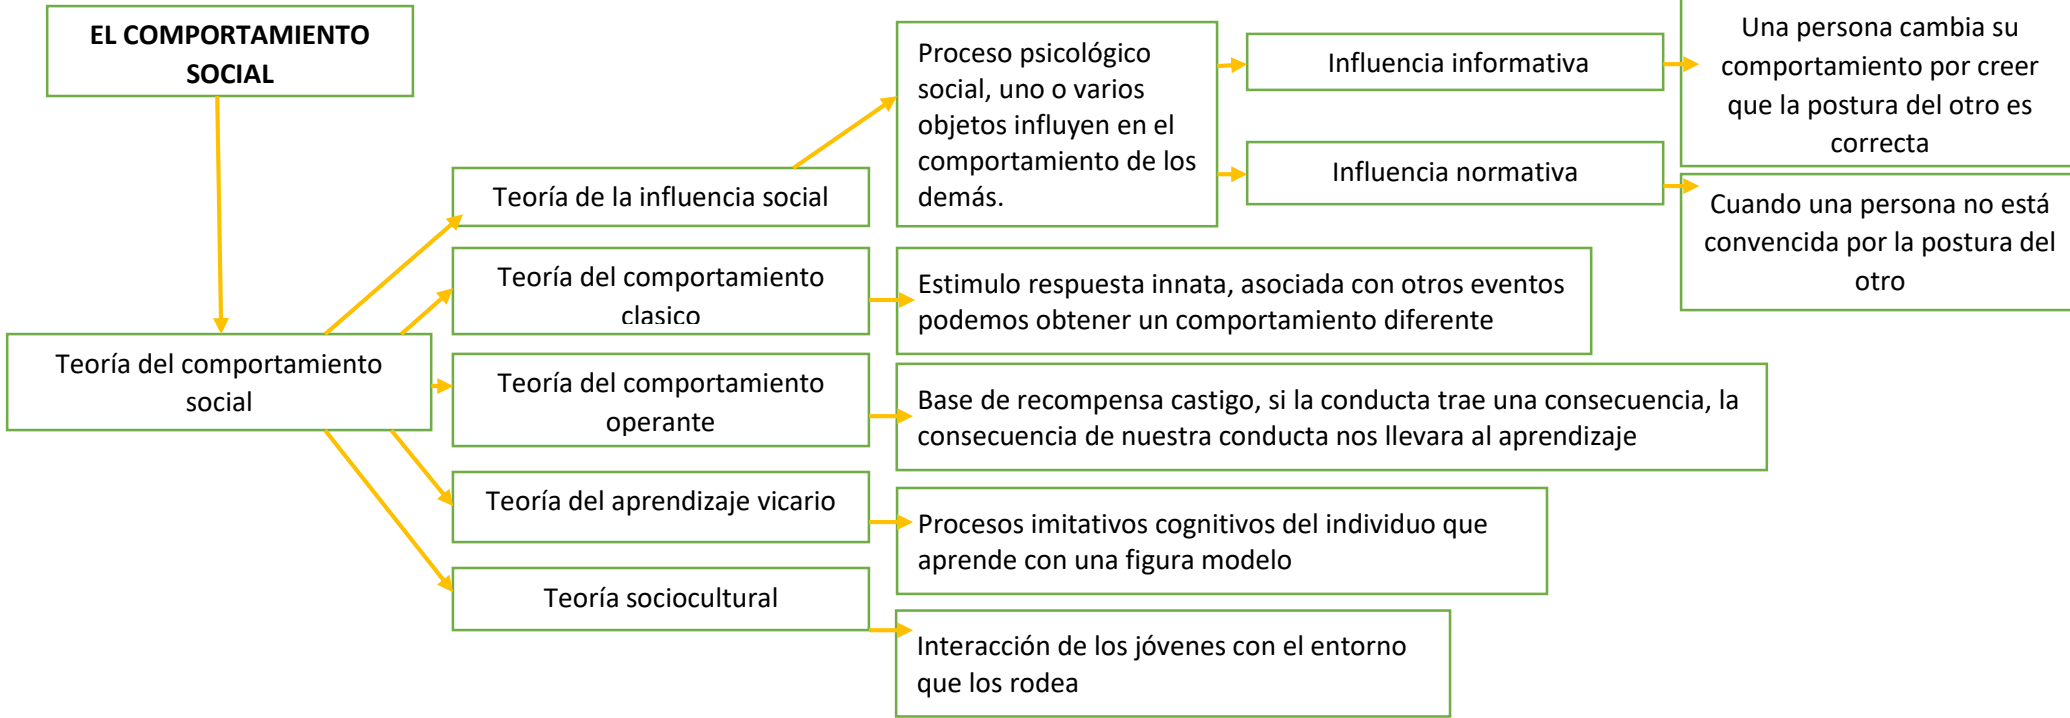 EL COMPORTAMIENTO
SOCIAL
Teoría del comportamiento
social
Teoría de la influencia social
Proceso psicológico
social, uno o varios
objetos influyen en el
comportamiento de los
demás.
Influencia informativa
Una persona cambia su
comportamiento por creer
que la postura del otro es
correcta
Influencia normativa
Cuando una persona no está
convencida por la postura del
otro
Teoría del comportamiento
clasico
Estimulo respuesta innata, asociada con otros eventos
podemos obtener un comportamiento diferente
Teoría del comportamiento
operante
Base de recompensa castigo, si la conducta trae una consecuencia, la
consecuencia de nuestra conducta nos llevara al aprendizaje
Teoría del aprendizaje vicario
Procesos imitativos cognitivos del individuo que
aprende con una figura modelo
Teoría sociocultural
Interacción de los jóvenes con el entorno
que los rodea